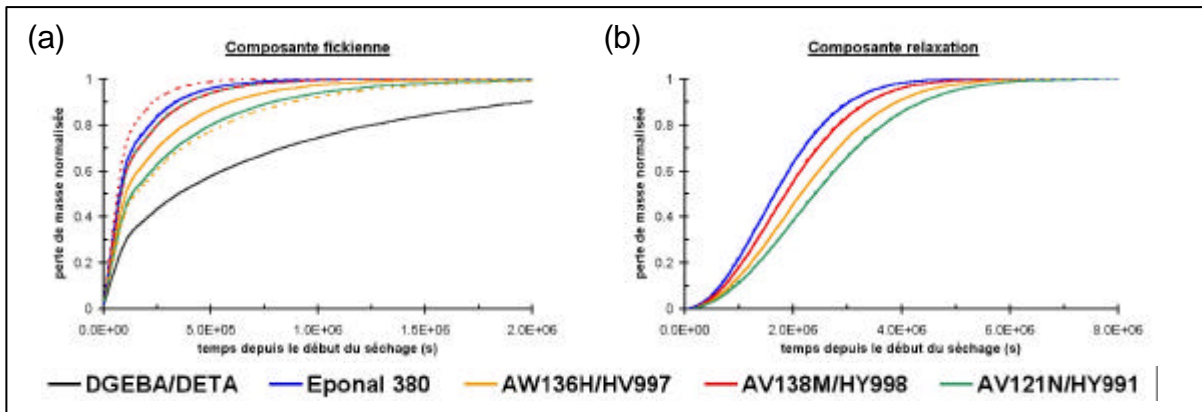 (a)
Composante fickienne
perte de masse normalisée
1
0.8
0.6
0.4
0.2
0
0.0E+00 5.0E+05 1.0E+06 1.5E+06 2.0E+06
temps depuis le début du séchage (s)
(b)
Composante relaxation
perte de masse normalisée
1
0.8
0.6
0.4
0.2
0
0.0E+00 2.0E+06 4.0E+06 6.0E+06 8.0E+06
temps depuis le début du séchage (s)
DGEBA/DETA Eponal 380 AW136H/HV997 AV138M/HY998 AV121N/HY991